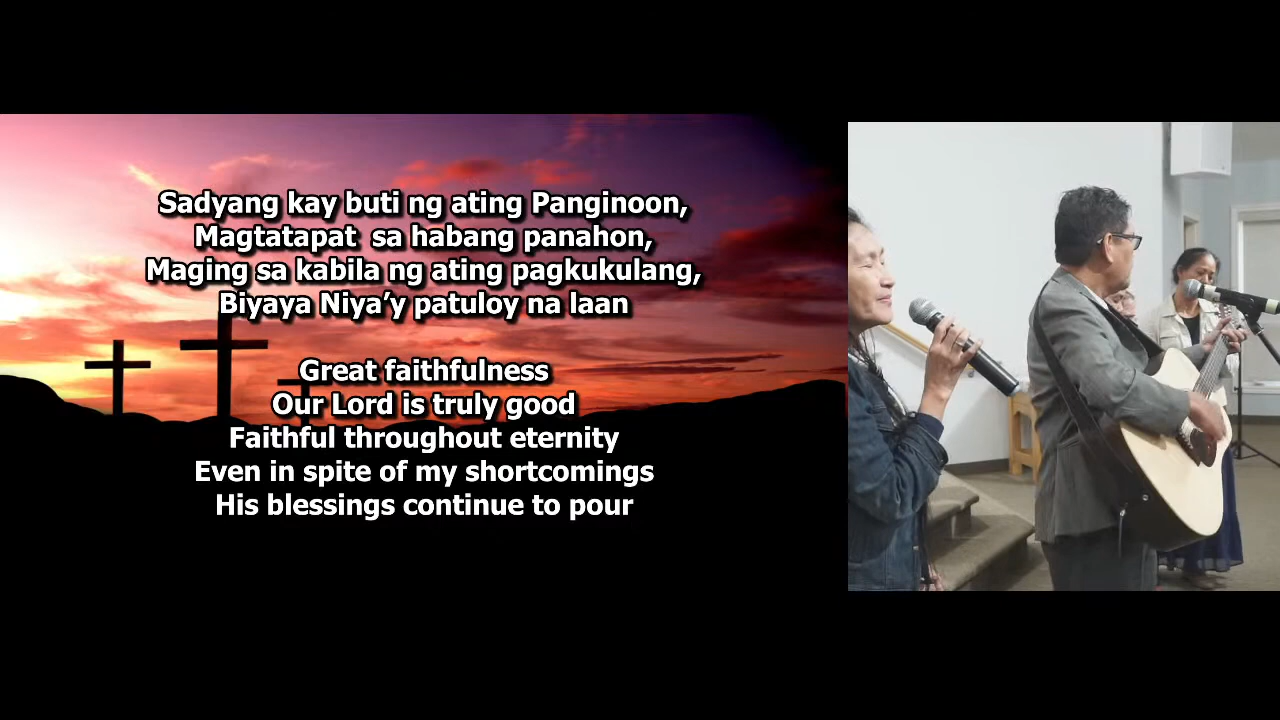 Sadyang kay buti ng ating Panginoon,
Magtatapat  sa habang panahon,
Maging sa kabila ng ating pagkukulang,
Biyaya Niya’y patuloy na laan
Great faithfulness
Our Lord is truly good
Faithful throughout eternity
Even in spite of my shortcomings
His blessings continue to pour